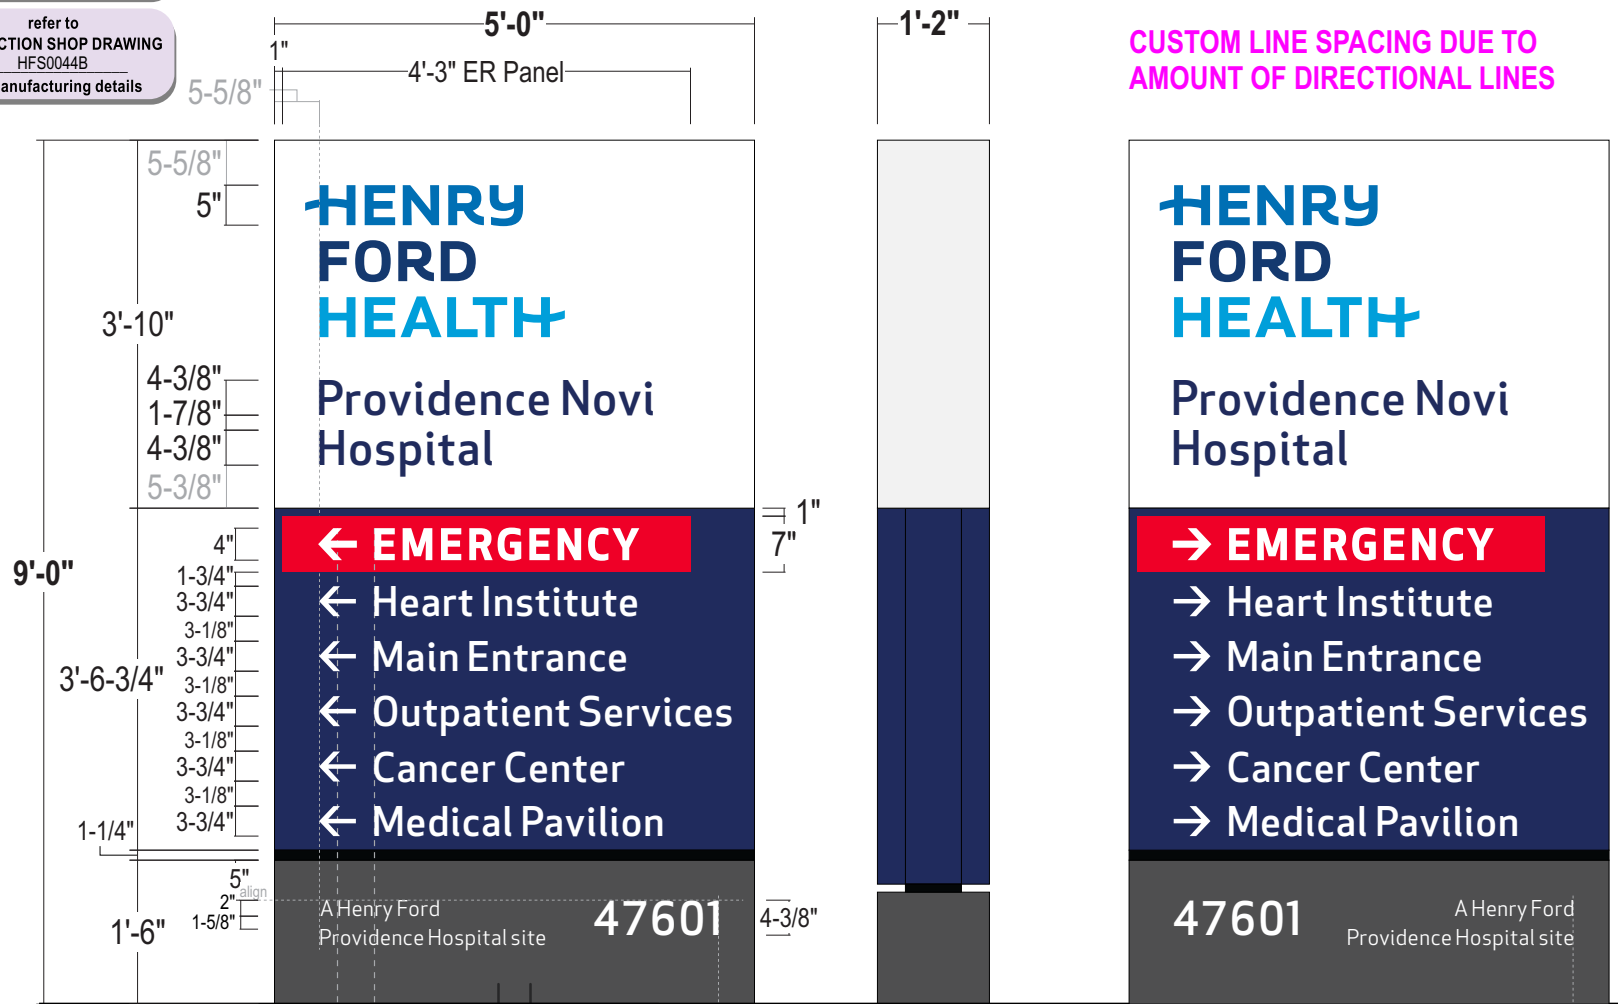 refer to
CTION SHOP DRAWING
HFS0044B
anufacturing details
5'-0"
1"
4'-3" ER Panel
5-5/8"
1'-2"
CUSTOM LINE SPACING DUE TO
AMOUNT OF DIRECTIONAL LINES
5-5/8"
5"
3'-10"
4-3/8"
1-7/8"
4-3/8"
5-3/8"
9'-0"
4"
1-3/4"
3-3/4"
3-1/8"
3-3/4"
3-1/8"
3-3/4"
3-1/8"
3-3/4"
3-1/8"
3-3/4"
3'-6-3/4"
1-1/4"
5"
align
2"
1-5/8"
1'-6"
HENRY
FORD
HEALTH
Providence Novi
Hospital
← EMERGENCY
← Heart Institute
← Main Entrance
← Outpatient Services
← Cancer Center
← Medical Pavilion
A Henry Ford
Providence Hospital site
47601
1"
7"
4-3/8"
HENRY
FORD
HEALTH
Providence Novi
Hospital
→ EMERGENCY
→ Heart Institute
→ Main Entrance
→ Outpatient Services
→ Cancer Center
→ Medical Pavilion
47601
A Henry Ford
Providence Hospital site